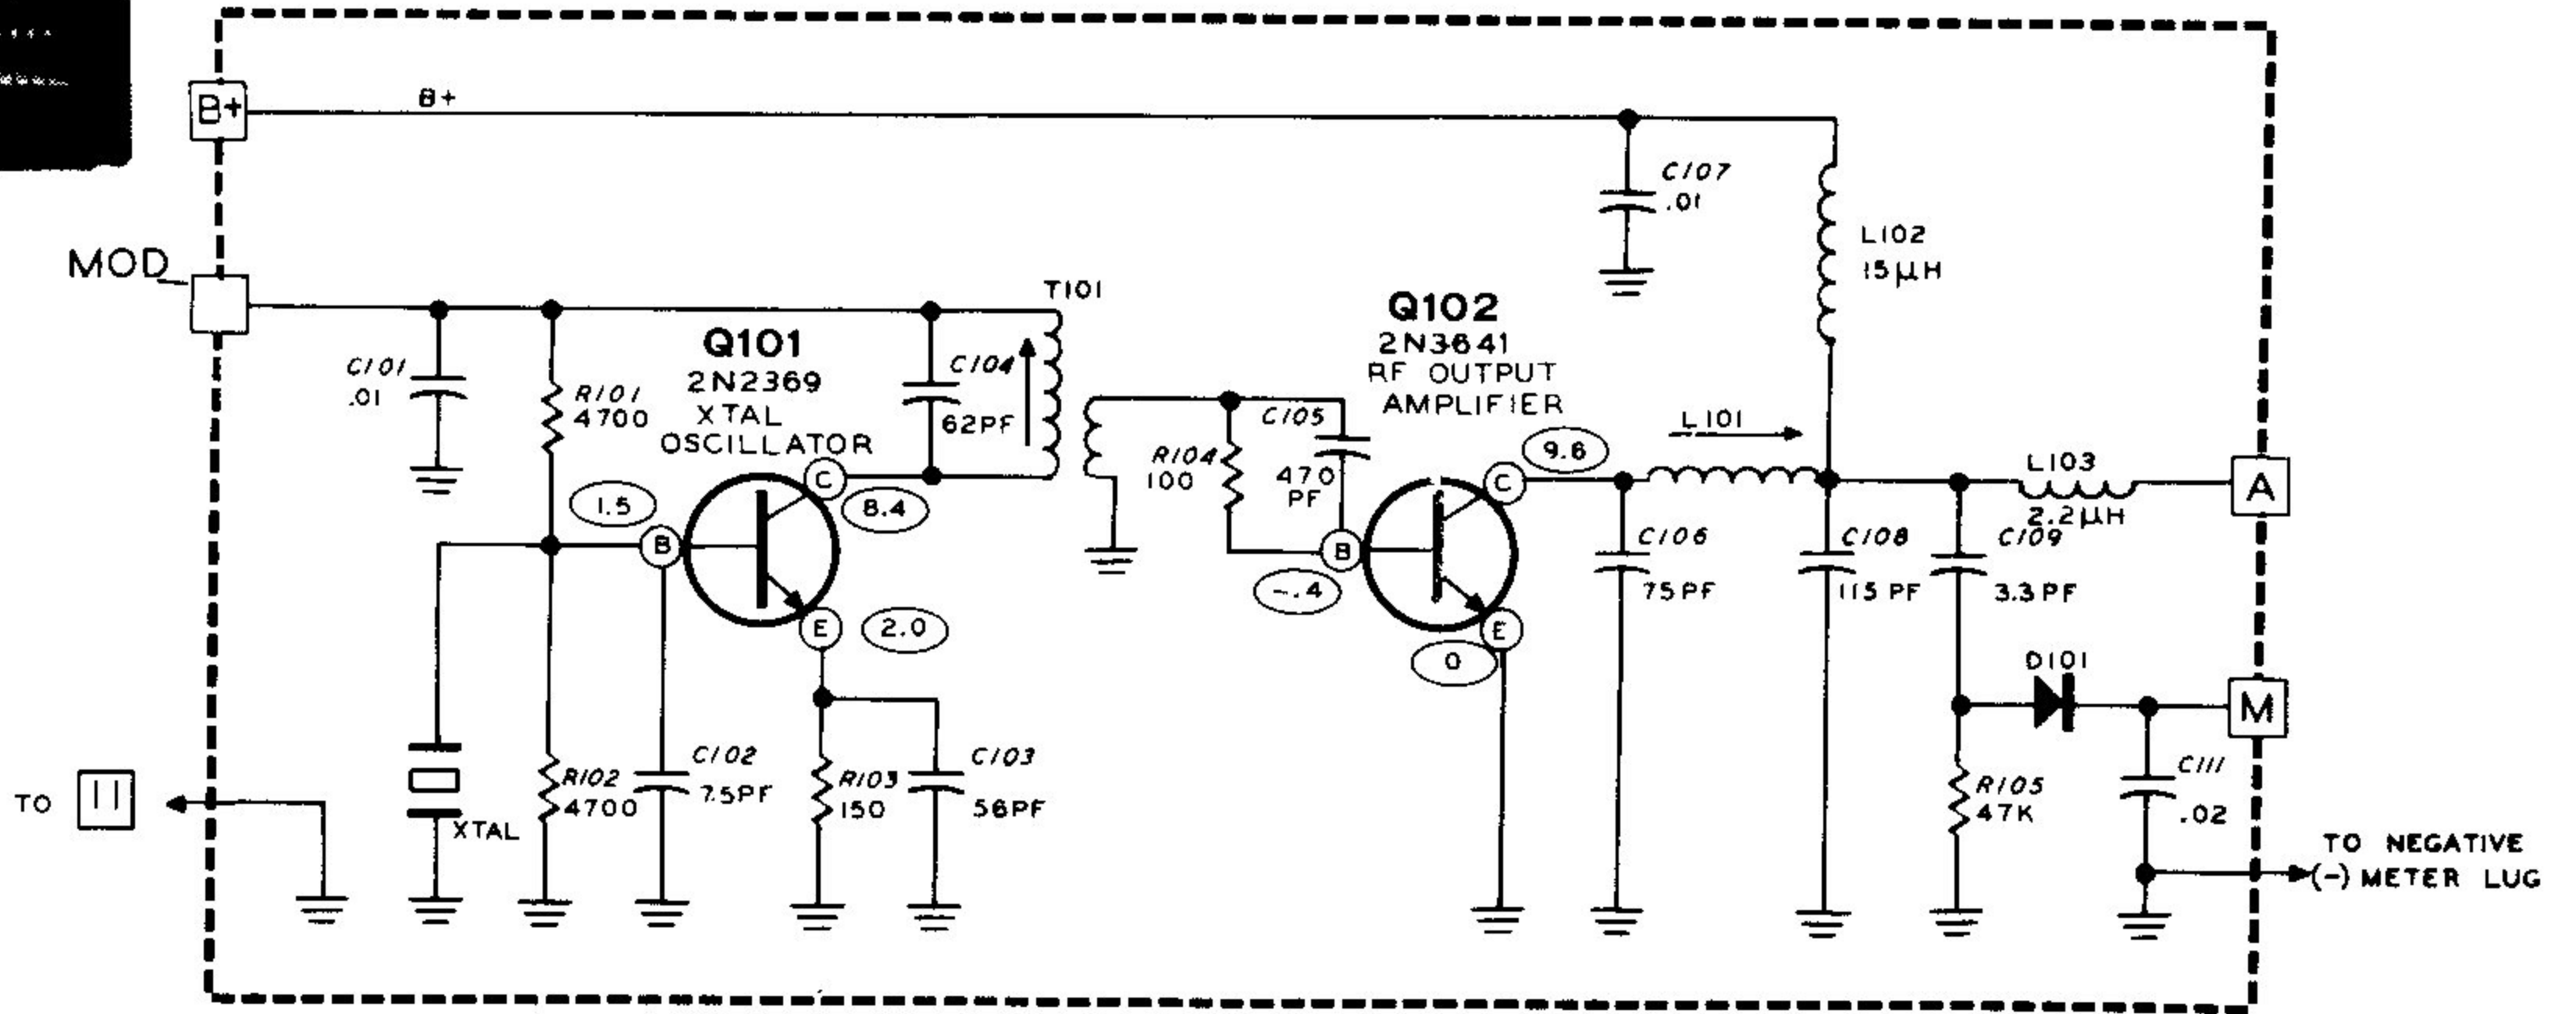 B+
B+
C107
.01
L102
15µH
MOD
T101
Q101
2N2369
XTAL
OSCILLATOR
C101
.01
R101
4700
C104
62PF
Q102
2N3641
RF OUTPUT
AMPLIFIER
C105
470
PF
R104
100
L101
9.6
C
L103
2.2µH
A
1.5
B
C
8.4
E
2.0
B
-.4
E
0
C106
75PF
C108
115 PF
C109
3.3PF
D101
M
TO
11
XTAL
R102
4700
C102
7.5PF
R103
150
C103
56PF
R105
47K
C111
.02
TO NEGATIVE
(-) METER LUG